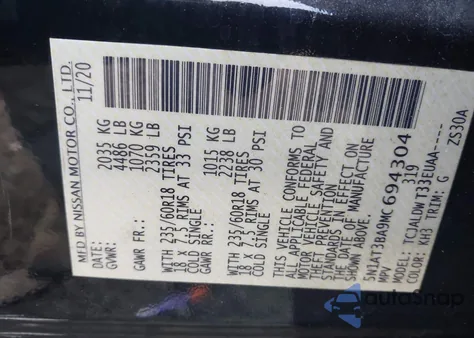 MFD BY NISSAN MOTOR CO., LTD.
11/20
GVWR: 2035 KG
4486 LB
GAWR FR.: 1070 KG
2359 LB
235/60R18 TIRES
18 X 7.5 RIMS AT 33 PSI
COLD SINGLE
GAWR RR.: 1015 KG
2238 LB
235/60R18 TIRES
18 X 7.5 RIMS AT 30 PSI
COLD SINGLE
THIS VEHICLE CONFORMS TO
ALL APPLICABLE FEDERAL
MOTOR VEHICLE SAFETY AND
THEFT PREVENTION
STANDARDS IN EFFECT ON
THE DATE OF MANUFACTURE
SHOWN ABOVE.
5N1AT3BA9MC694304
MPV 319
MODEL: TCJALDWT33EUAA-----
COLOR: KH3 TRIM: G
ZS30A
autoSnap